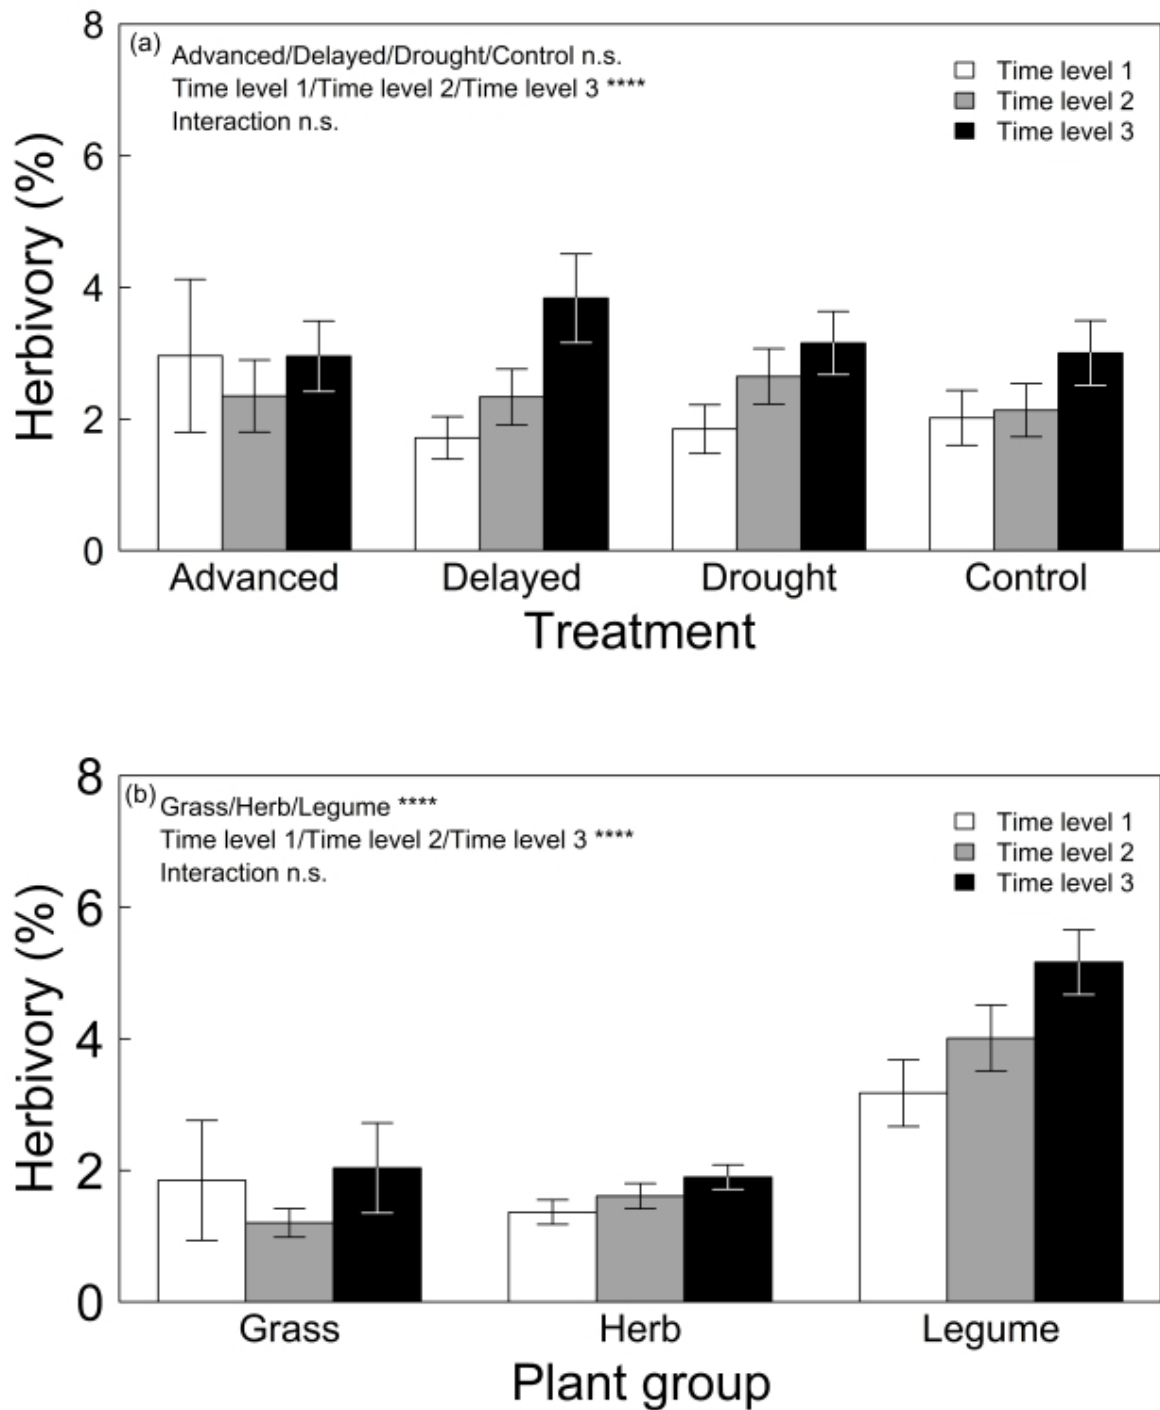 8
(a) Advanced/Delayed/Drought/Control n.s.
Time level 1/Time level 2/Time level 3 ****
Interaction n.s.
Time level 1
Time level 2
Time level 3
6
4
2
0
Herbivory (%)
Advanced Delayed Drought Control
Treatment
8
(b) Grass/Herb/Legume ****
Time level 1/Time level 2/Time level 3 ****
Interaction n.s.
Time level 1
Time level 2
Time level 3
6
4
2
0
Herbivory (%)
Grass Herb Legume
Plant group